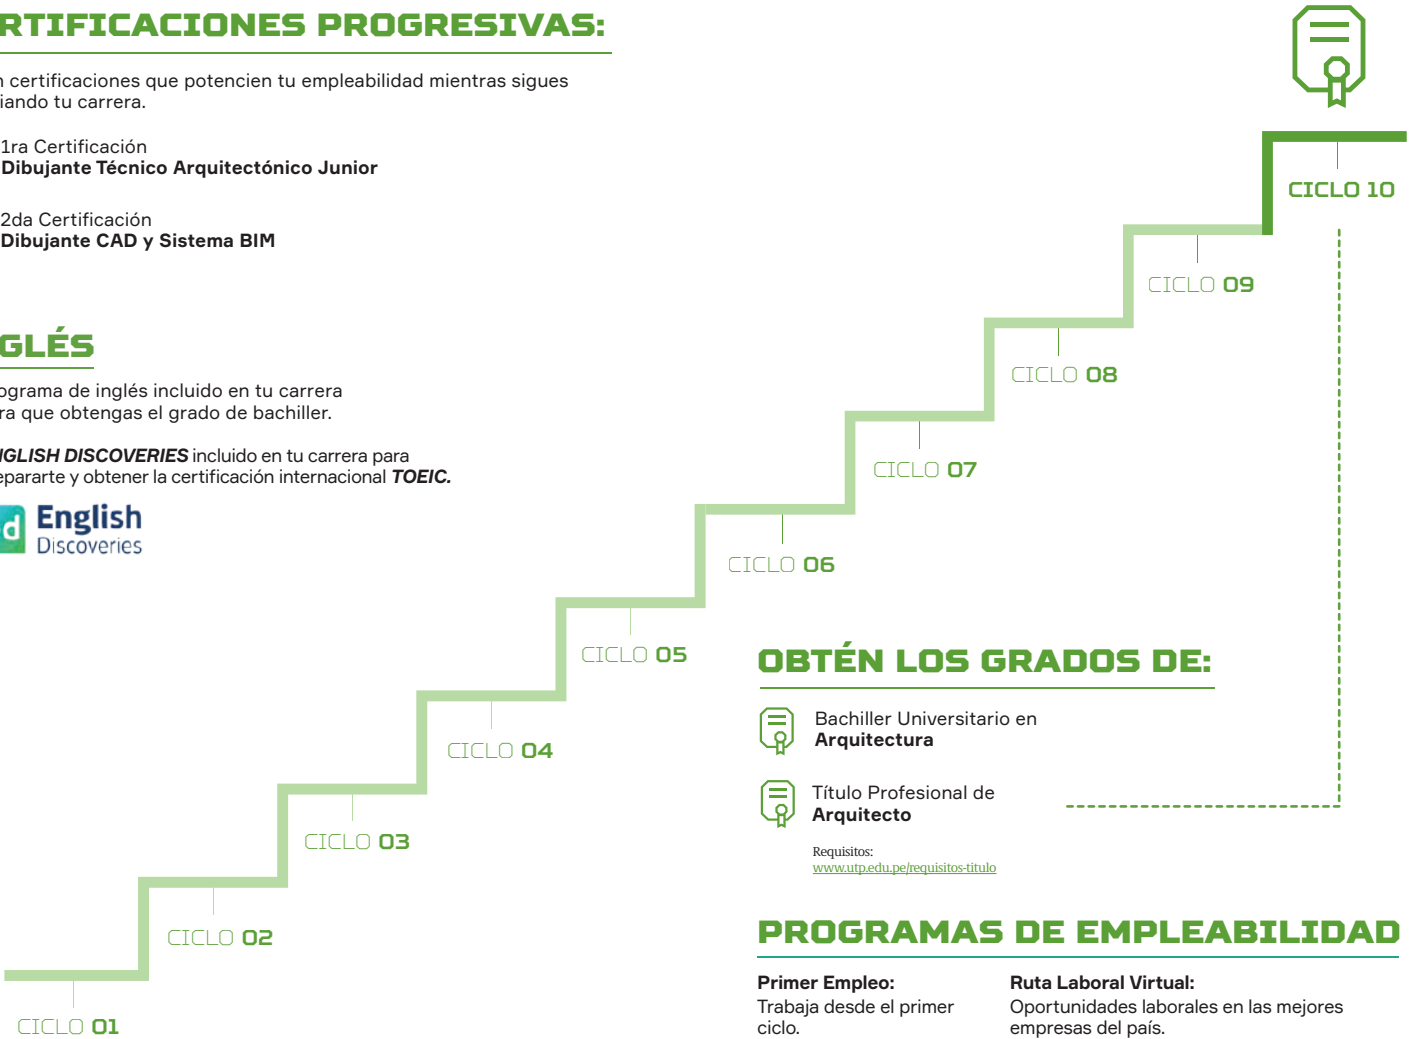 RTIFICACIONES PROGRESIVAS:
n certificaciones que potencien tu empleabilidad mientras sigues
iando tu carrera.
1ra Certificación
Dibujante Técnico Arquitectónico Junior
2da Certificación
Dibujante CAD y Sistema BIM
GLÉS
ograma de inglés incluido en tu carrera
ra que obtengas el grado de bachiller.
NGLISH DISCOVERIES incluido en tu carrera para
epararte y obtener la certificación internacional TOEIC.
ed English
Discoveries
CICLO 10
CICLO 09
CICLO 08
CICLO 07
CICLO 06
CICLO 05
CICLO 04
CICLO 03
CICLO 02
CICLO 01
OBTÉN LOS GRADOS DE:
Bachiller Universitario en
Arquitectura
Título Profesional de
Arquitecto
Requisitos:
www.utp.edu.pe/requisitos-titulo
PROGRAMAS DE EMPLEABILIDAD
Primer Empleo:
Trabaja desde el primer
ciclo.
Ruta Laboral Virtual:
Oportunidades laborales en las mejores
empresas del país.